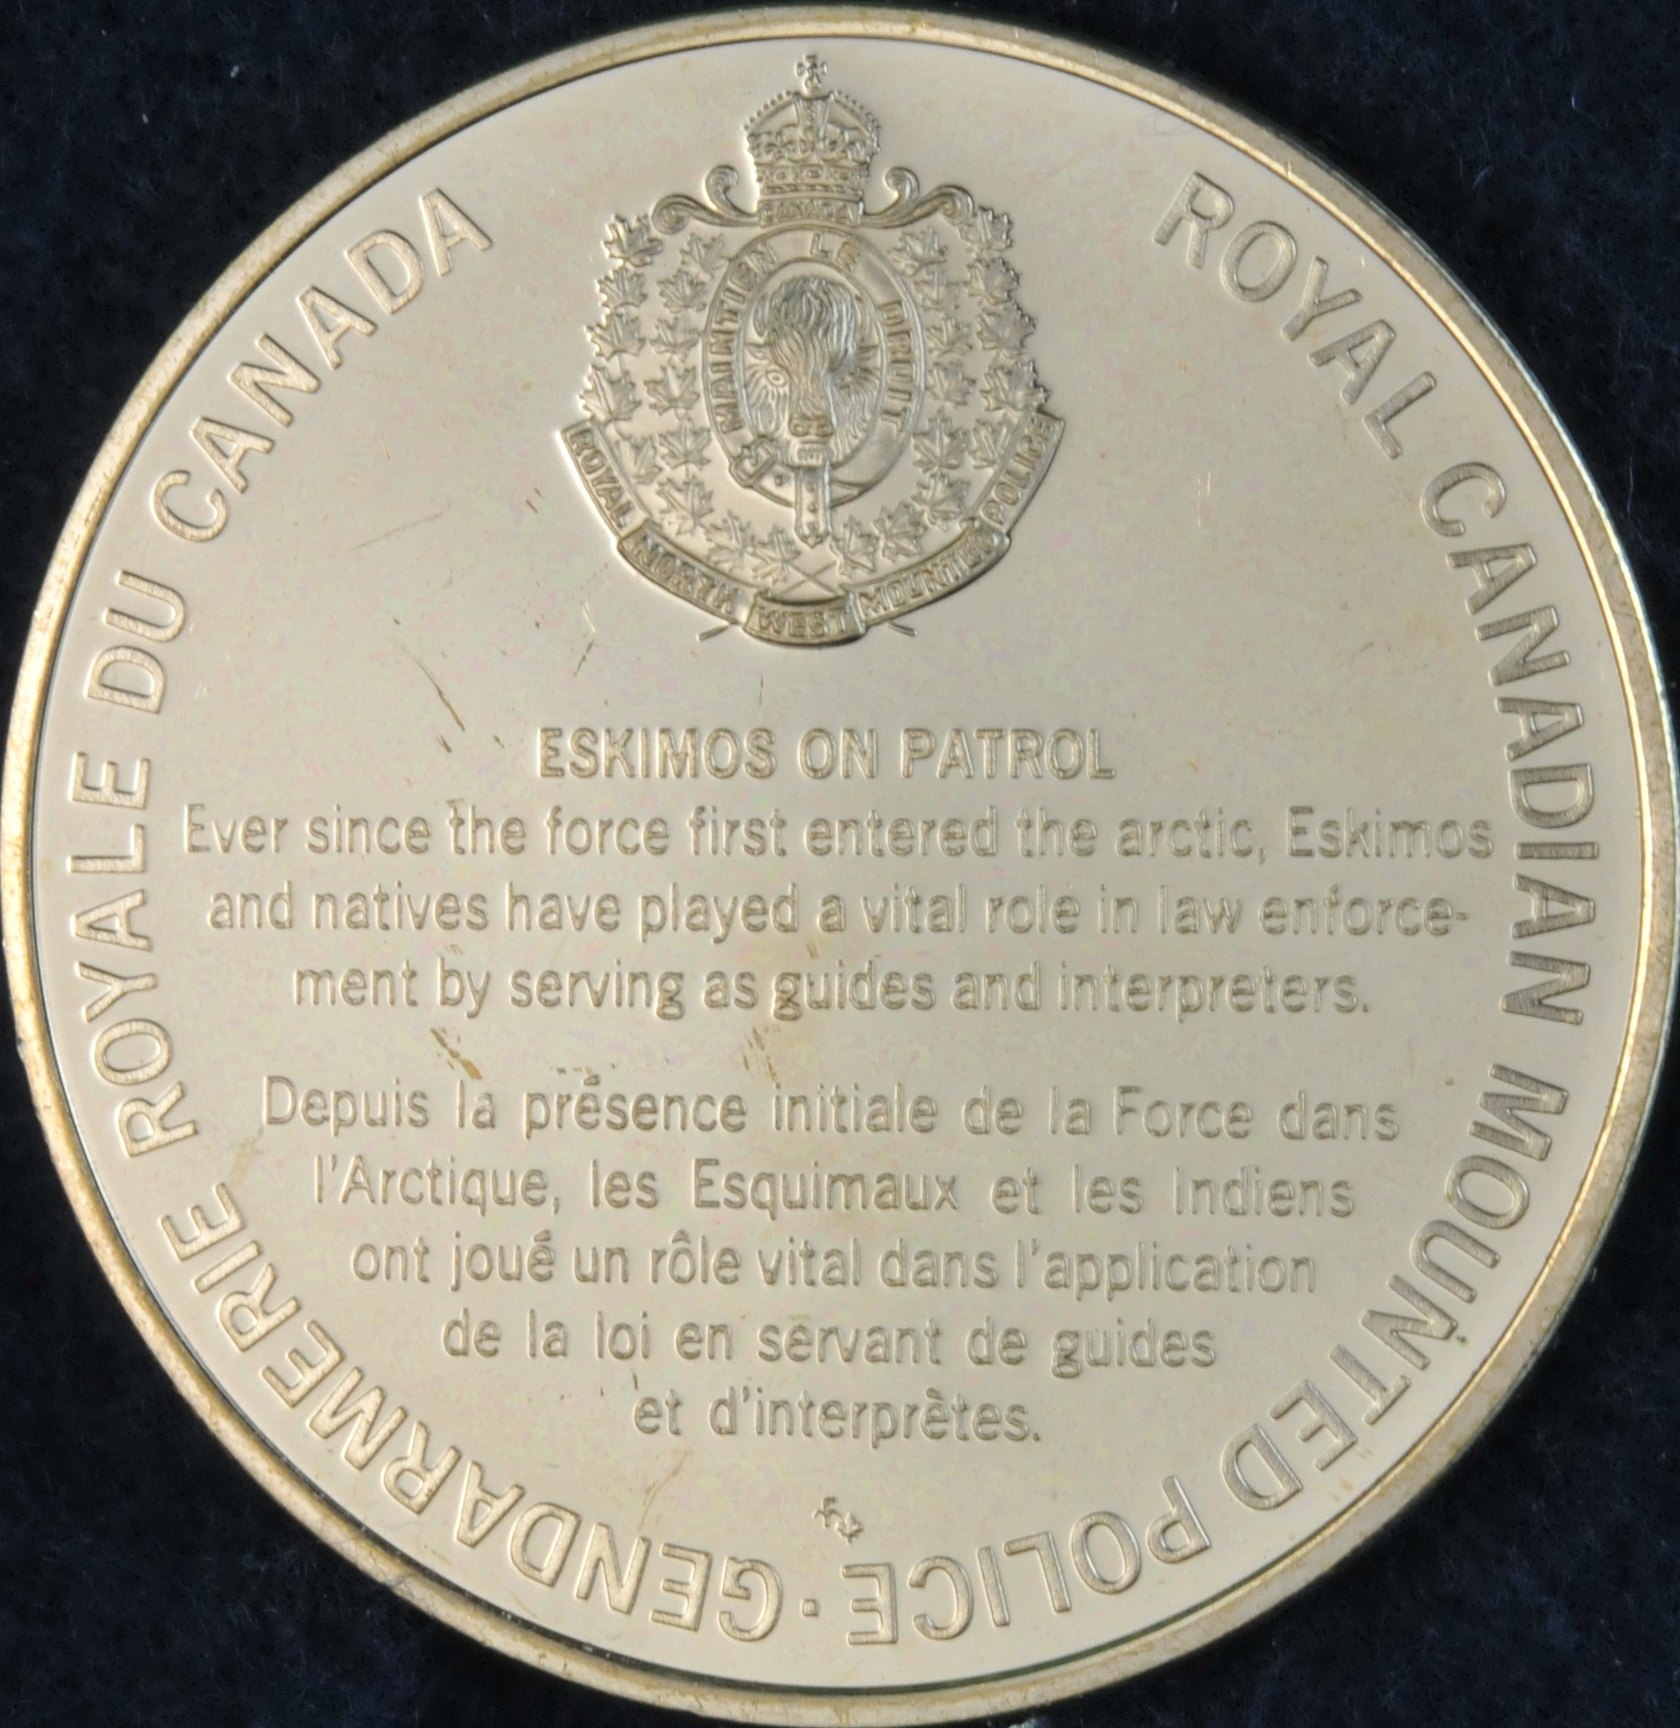 ROYAL CANADIAN MOUNTED POLICE · GENDARMERIE ROYALE DU CANADA
CANADA
MAINTIEN LE DROIT
ROYAL NORTH WEST MOUNTED POLICE
ESKIMOS ON PATROL
Ever since the force first entered the arctic, Eskimos
and natives have played a vital role in law enforce-
ment by serving as guides and interpreters.
Depuis la présence initiale de la Force dans
l'Arctique, les Esquimaux et les Indiens
ont joué un rôle vital dans l'application
de la loi en servant de guides
et d'interprètes.